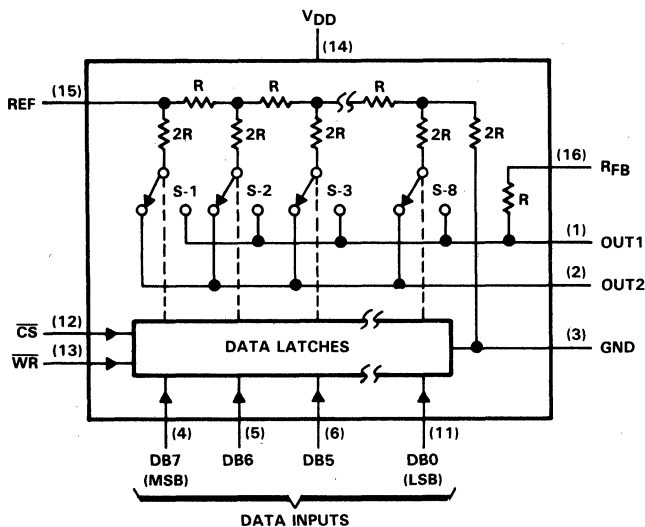 VDD
(14)
REF (15)
R R R
2R 2R 2R 2R 2R
(16) RFB
R
S-1 S-2 S-3 S-8
(1) OUT1
(2) OUT2
CS (12)
WR (13)
DATA LATCHES
(3) GND
(4) (5) (6) (11)
DB7 DB6 DB5 DB0
(MSB) (LSB)
DATA INPUTS